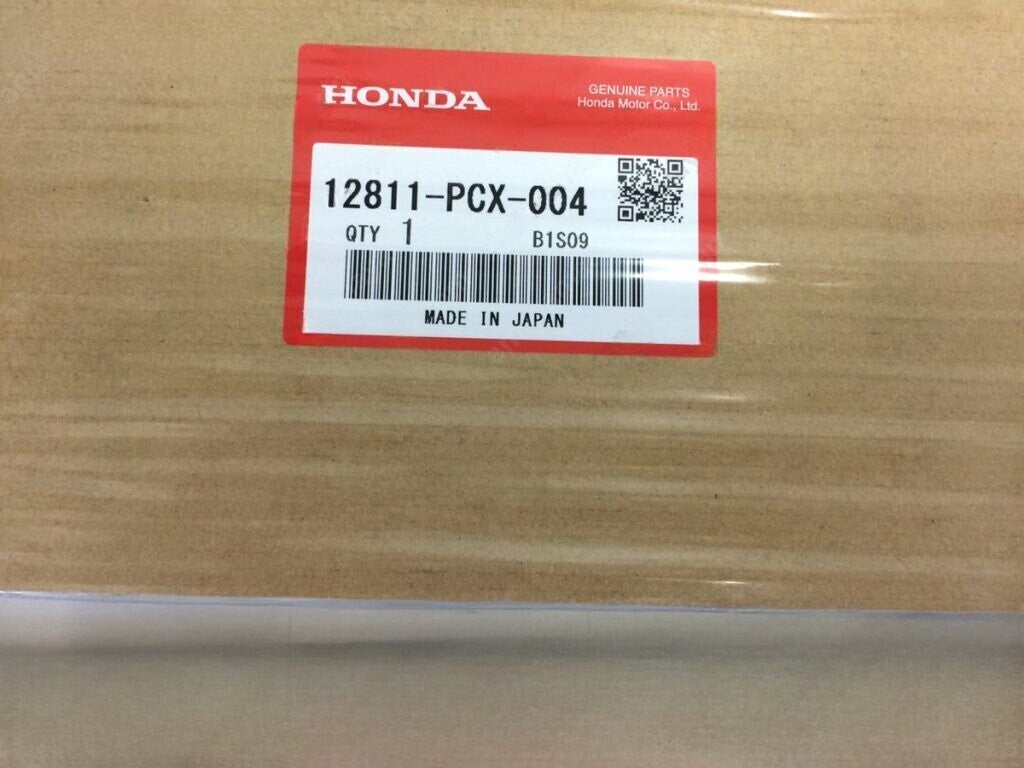 HONDA
GENUINE PARTS
Honda Motor Co., Ltd.
12811-PCX-004
QTY 1 B1S09
MADE IN JAPAN